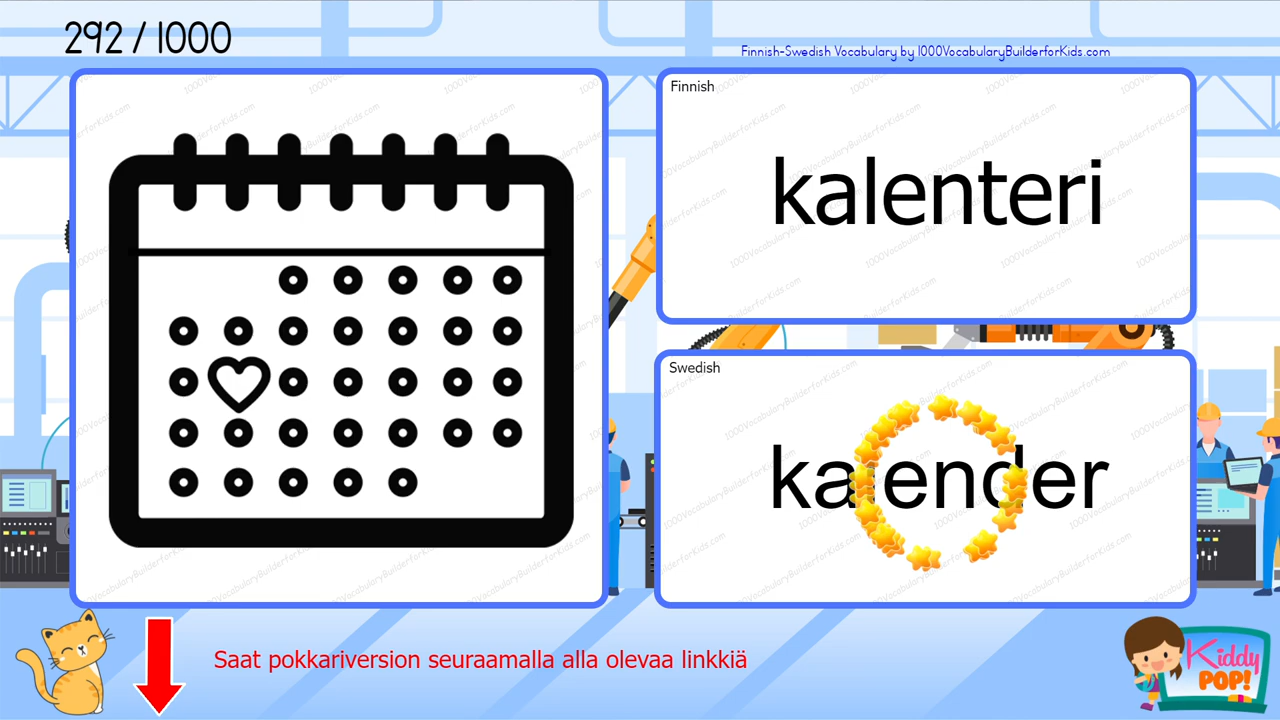 292 / 1000
Finnish-Swedish Vocabulary by 1000VocabularyBuilderforKids.com
Finnish
kalenteri
Swedish
kalender
Saat pokkariversion seuraamalla alla olevaa linkkiä
Kiddy
POP!